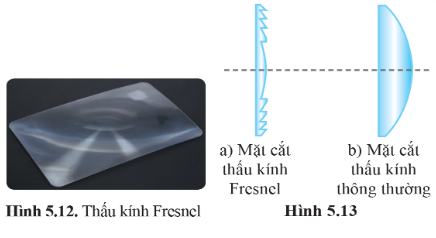 a) Mặt cắt
thấu kính
Fresnel
b) Mặt cắt
thấu kính
thông thường
Hình 5.12. Thấu kính Fresnel
Hình 5.13